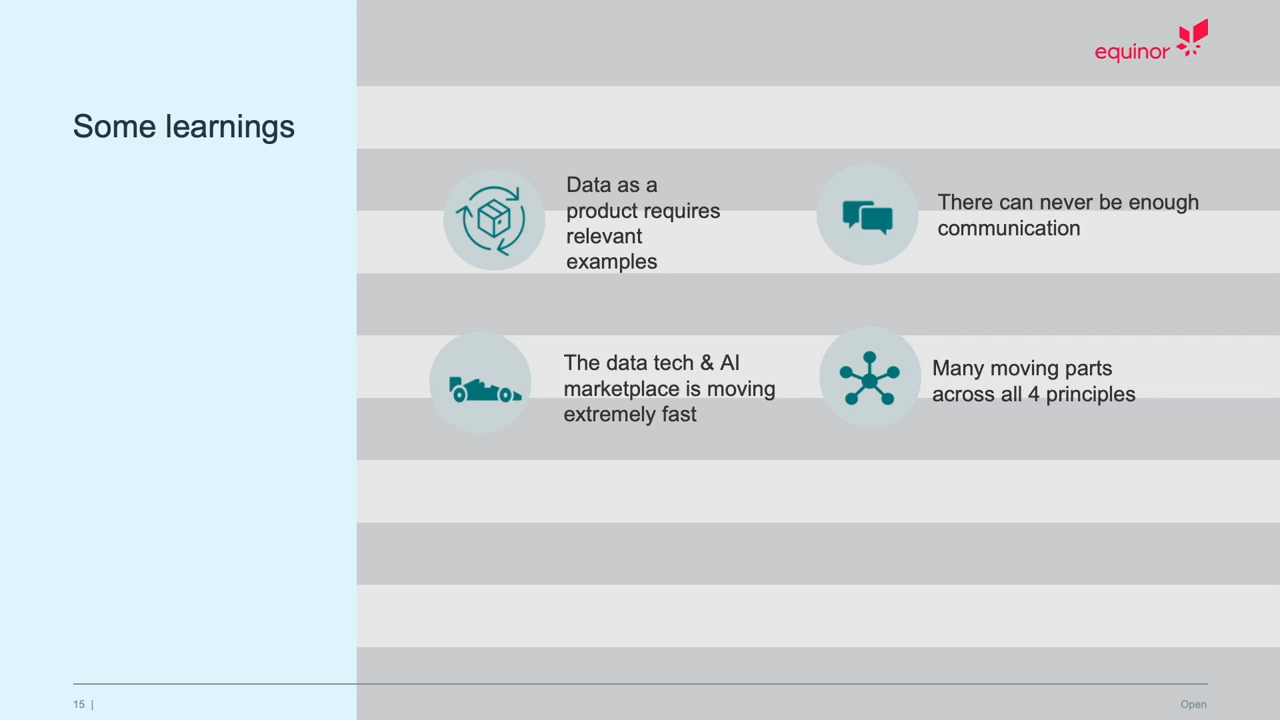 equinor
Some learnings
Data as a
product requires
relevant
examples
There can never be enough
communication
The data tech & AI
marketplace is moving
extremely fast
Many moving parts
across all 4 principles
15 |
Open